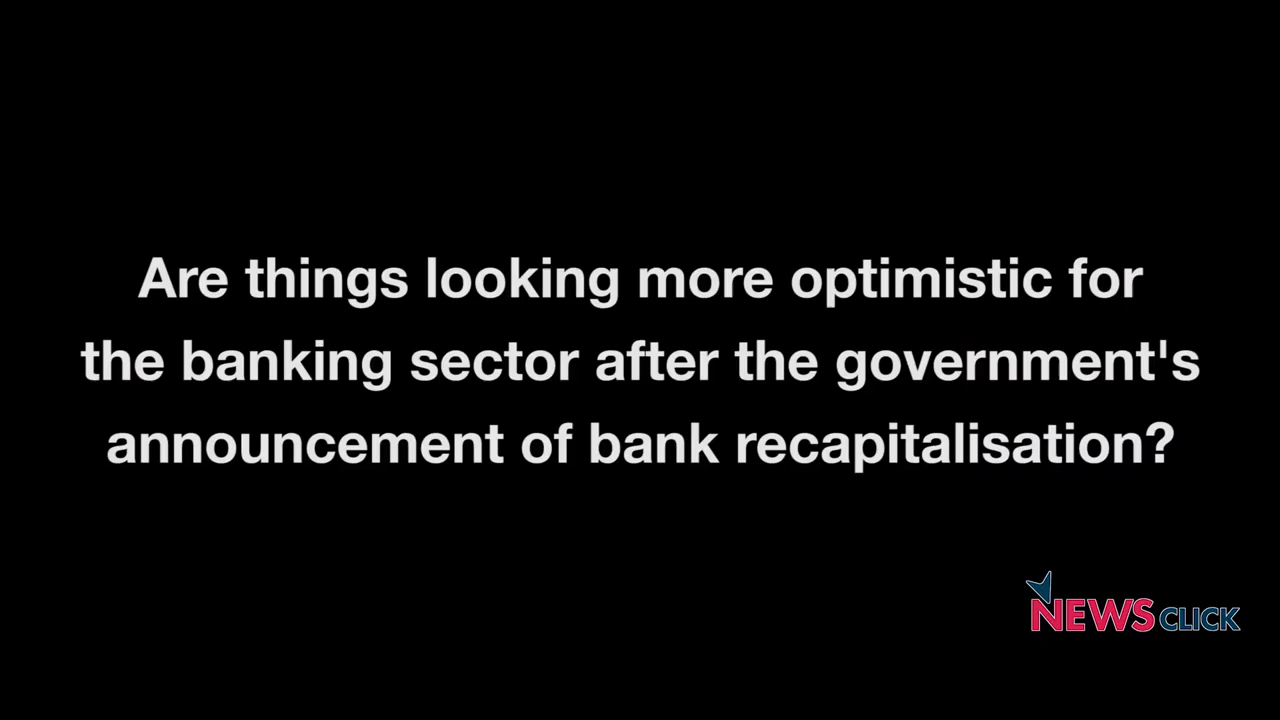 Are things looking more optimistic for
the banking sector after the government's
announcement of bank recapitalisation?
NEWSCLICK